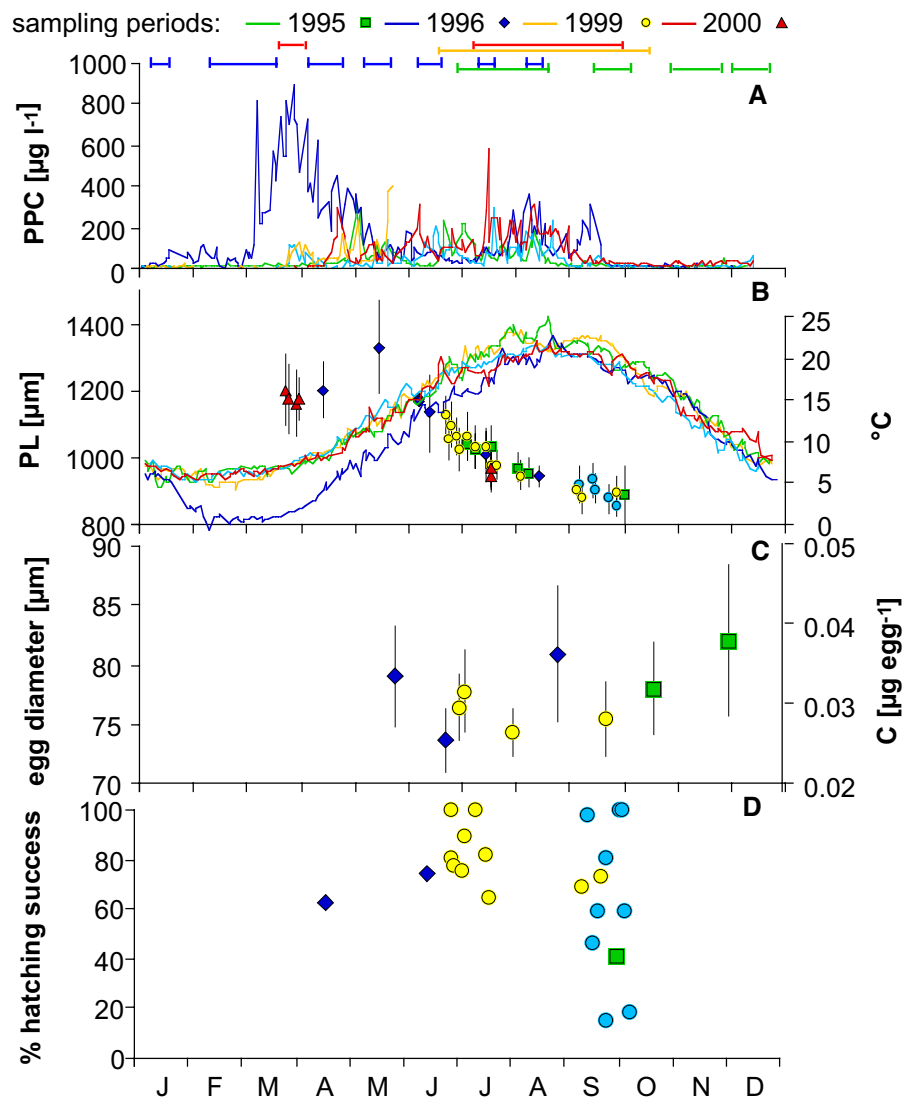 sampling periods: 1995 1996 1999 2000
A
PPC [µg l-1]
1000
800
600
400
200
0
B
PL [µm]
1400
1200
1000
800
°C
25
20
15
10
5
0
C
egg diameter [µm]
90
85
80
75
70
C [µg egg-1]
0.05
0.04
0.03
0.02
D
% hatching success
100
80
60
40
20
0
J F M A M J J A S O N D